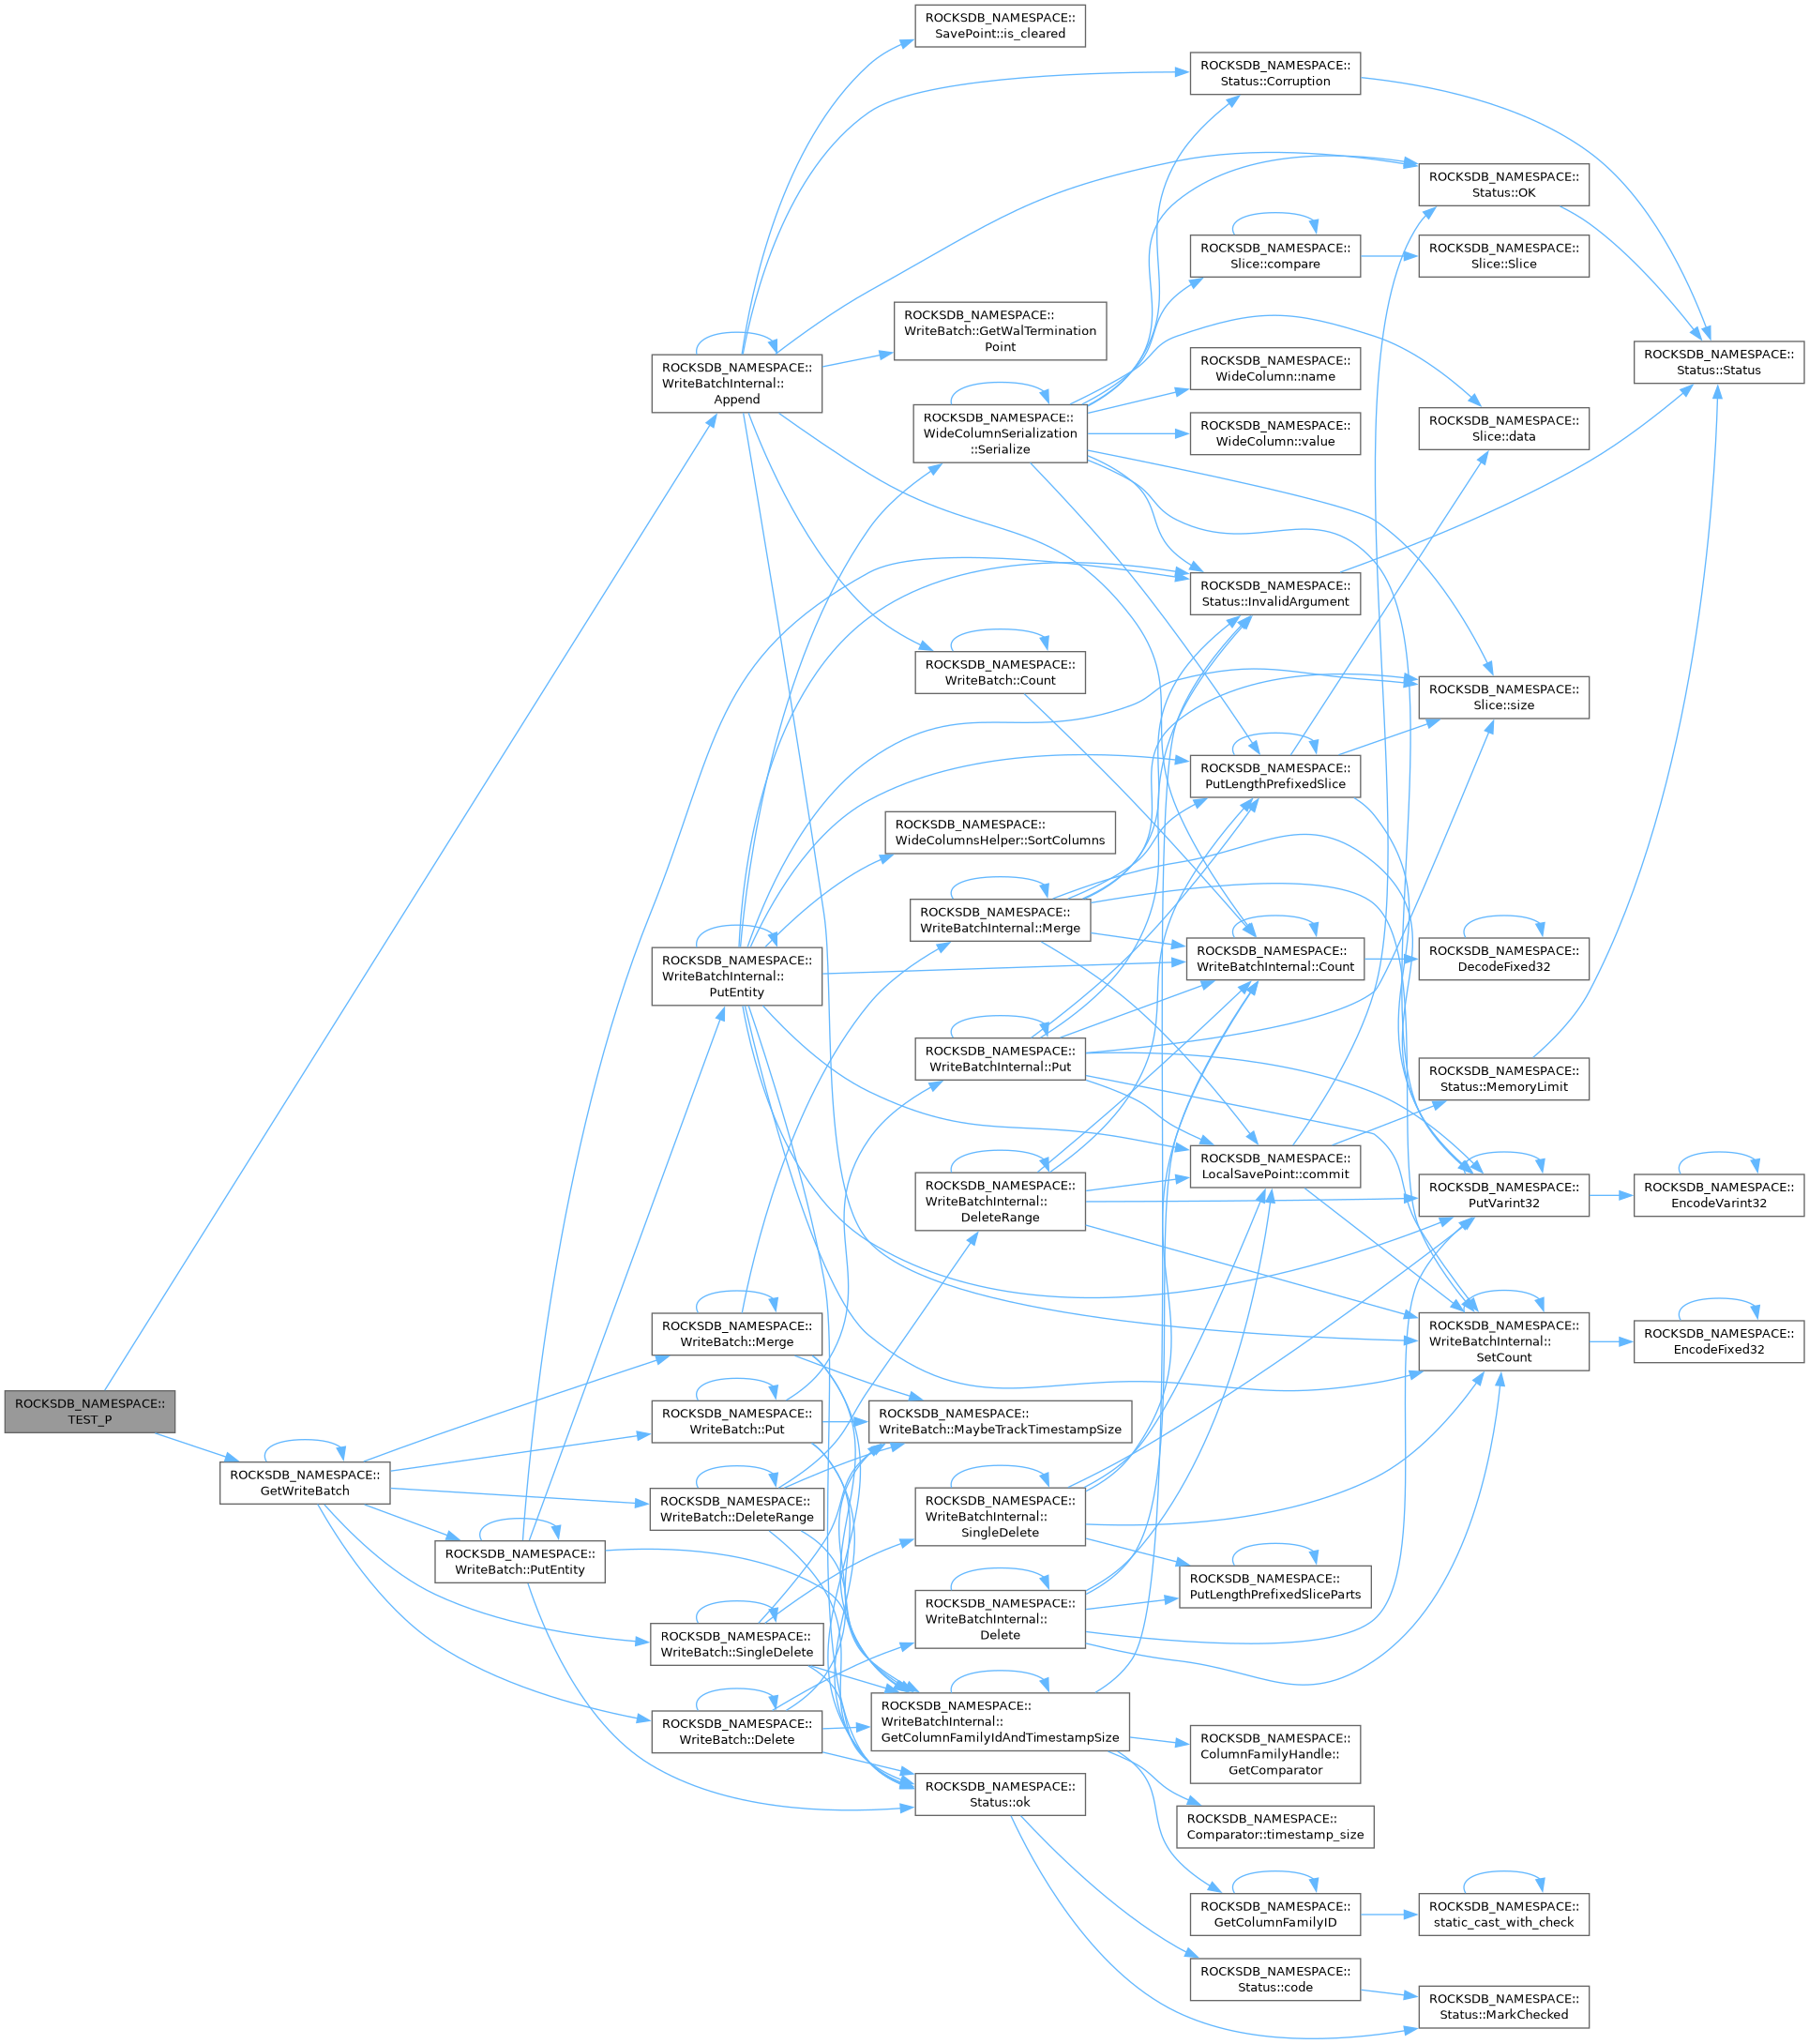 ROCKSDB_NAMESPACE::
TEST_P
ROCKSDB_NAMESPACE::
GetWriteBatch
ROCKSDB_NAMESPACE::
WriteBatch::PutEntity
ROCKSDB_NAMESPACE::
WriteBatchInternal::
Append
ROCKSDB_NAMESPACE::
WriteBatchInternal::
PutEntity
ROCKSDB_NAMESPACE::
WriteBatch::Merge
ROCKSDB_NAMESPACE::
WriteBatch::Put
ROCKSDB_NAMESPACE::
WriteBatch::DeleteRange
ROCKSDB_NAMESPACE::
WriteBatch::SingleDelete
ROCKSDB_NAMESPACE::
WriteBatch::Delete
ROCKSDB_NAMESPACE::
SavePoint::is_cleared
ROCKSDB_NAMESPACE::
WriteBatch::GetWalTermination
Point
ROCKSDB_NAMESPACE::
WideColumnSerialization
::Serialize
ROCKSDB_NAMESPACE::
WriteBatch::Count
ROCKSDB_NAMESPACE::
WideColumnsHelper::SortColumns
ROCKSDB_NAMESPACE::
WriteBatchInternal::Merge
ROCKSDB_NAMESPACE::
WriteBatchInternal::Put
ROCKSDB_NAMESPACE::
WriteBatchInternal::
DeleteRange
ROCKSDB_NAMESPACE::
WriteBatch::MaybeTrackTimestampSize
ROCKSDB_NAMESPACE::
WriteBatchInternal::
SingleDelete
ROCKSDB_NAMESPACE::
WriteBatchInternal::
Delete
ROCKSDB_NAMESPACE::
WriteBatchInternal::
GetColumnFamilyIdAndTimestampSize
ROCKSDB_NAMESPACE::
Status::ok
ROCKSDB_NAMESPACE::
Status::Corruption
ROCKSDB_NAMESPACE::
Slice::compare
ROCKSDB_NAMESPACE::
WideColumn::name
ROCKSDB_NAMESPACE::
WideColumn::value
ROCKSDB_NAMESPACE::
Status::InvalidArgument
ROCKSDB_NAMESPACE::
PutLengthPrefixedSlice
ROCKSDB_NAMESPACE::
WriteBatchInternal::Count
ROCKSDB_NAMESPACE::
LocalSavePoint::commit
ROCKSDB_NAMESPACE::
PutLengthPrefixedSliceParts
ROCKSDB_NAMESPACE::
ColumnFamilyHandle::
GetComparator
ROCKSDB_NAMESPACE::
Comparator::timestamp_size
ROCKSDB_NAMESPACE::
GetColumnFamilyID
ROCKSDB_NAMESPACE::
Status::code
ROCKSDB_NAMESPACE::
Status::OK
ROCKSDB_NAMESPACE::
Slice::Slice
ROCKSDB_NAMESPACE::
Slice::data
ROCKSDB_NAMESPACE::
Slice::size
ROCKSDB_NAMESPACE::
DecodeFixed32
ROCKSDB_NAMESPACE::
Status::MemoryLimit
ROCKSDB_NAMESPACE::
PutVarint32
ROCKSDB_NAMESPACE::
WriteBatchInternal::
SetCount
ROCKSDB_NAMESPACE::
static_cast_with_check
ROCKSDB_NAMESPACE::
Status::MarkChecked
ROCKSDB_NAMESPACE::
Status::Status
ROCKSDB_NAMESPACE::
EncodeVarint32
ROCKSDB_NAMESPACE::
EncodeFixed32